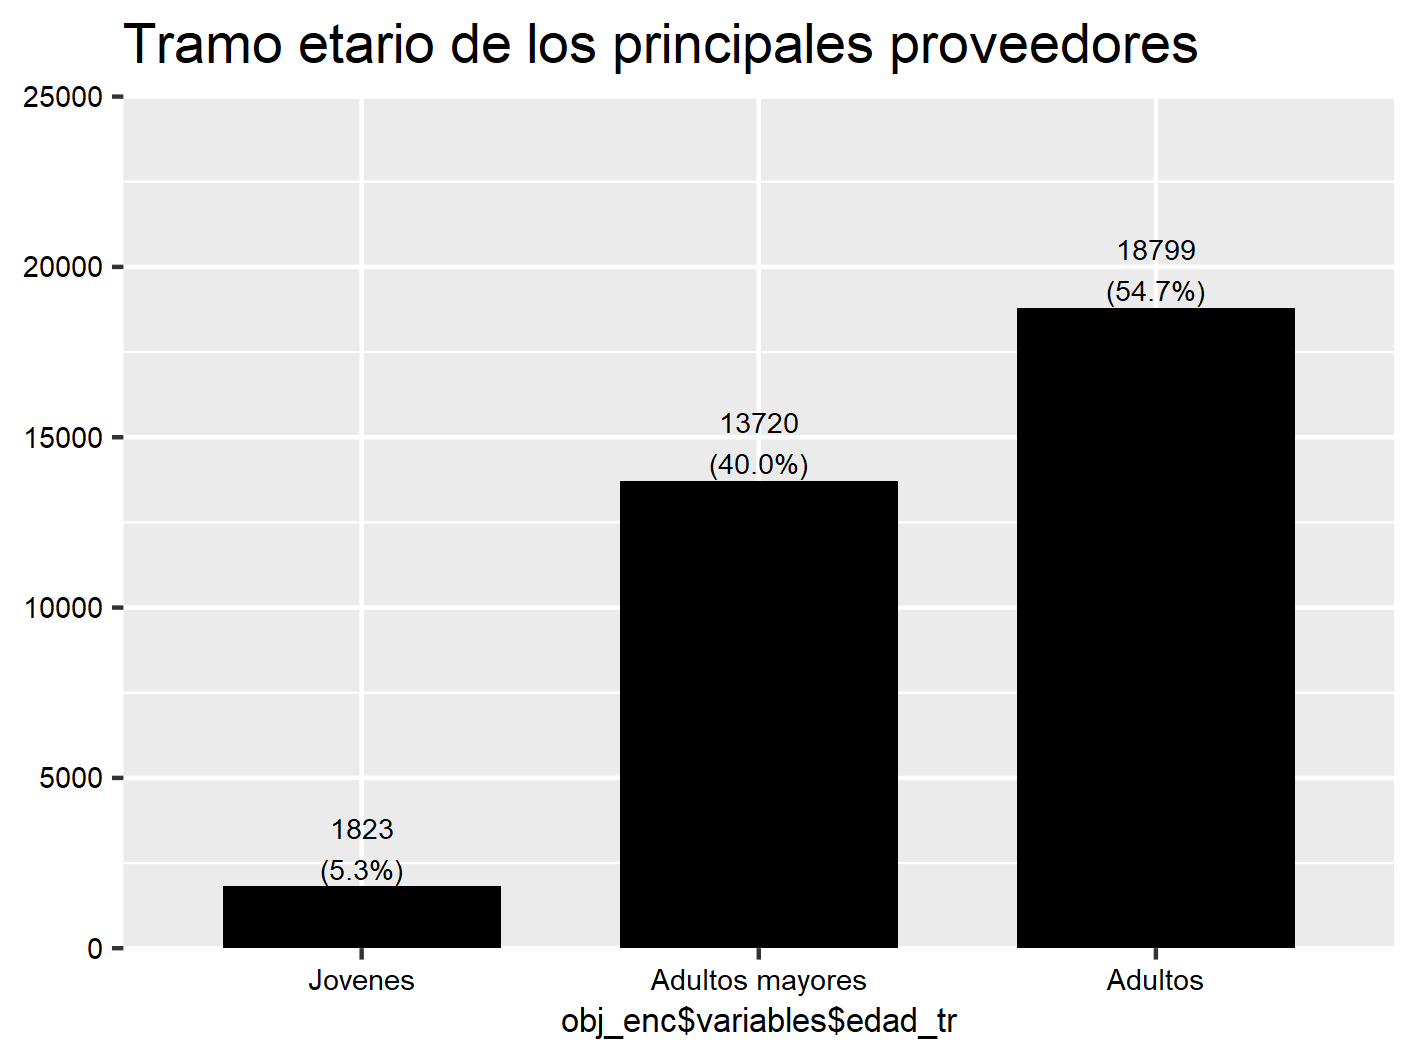 Tramo etario de los principales proveedores
25000
20000
15000
10000
5000
0
1823
(5.3%)
13720
(40.0%)
18799
(54.7%)
Jovenes
Adultos mayores
Adultos
obj_enc$variables$edad_tr